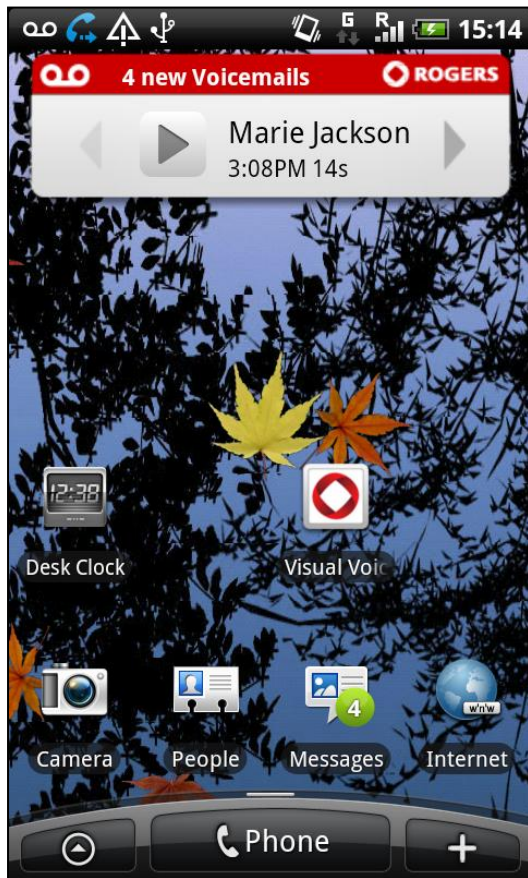 G R 15:14
4 new Voicemails ROGERS
Marie Jackson
3:08PM 14s
12:38
Desk Clock Visual Voic
4
w'n'w
Camera People Messages Internet
Phone